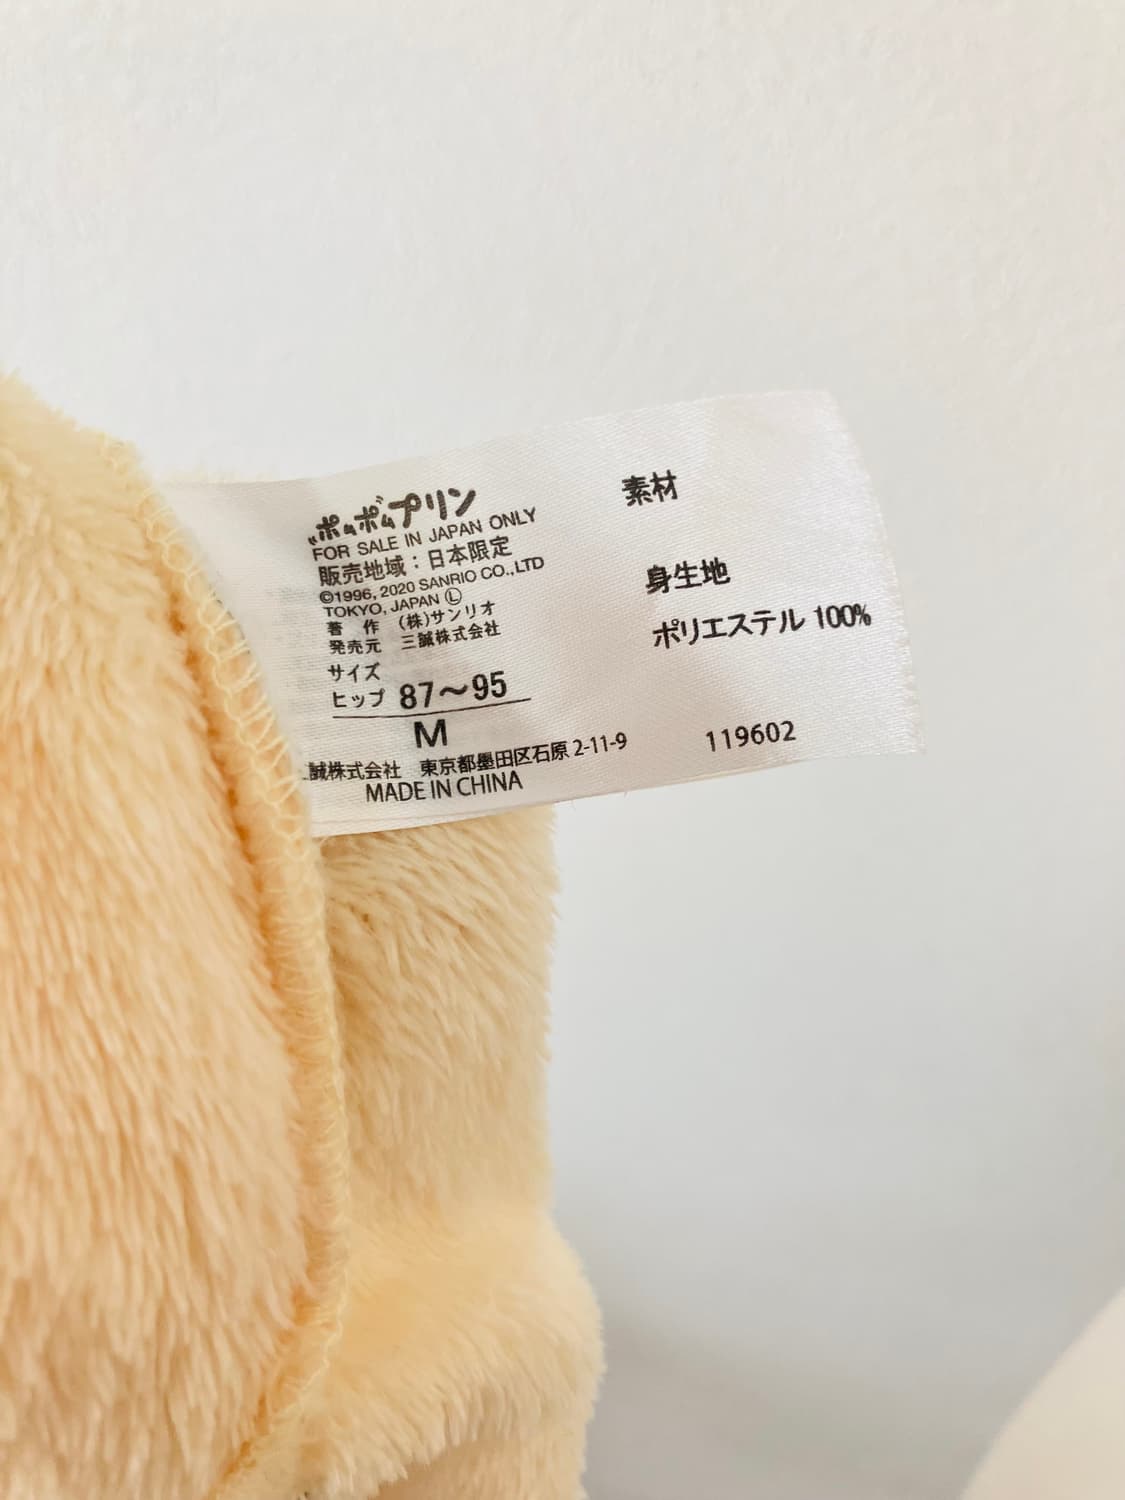 ポムポムプリン
FOR SALE IN JAPAN ONLY
販売地域：日本限定
©1996, 2020 SANRIO CO.,LTD
TOKYO, JAPAN Ⓛ
著 作 (株)サンリオ
発売元 三誠株式会社
サイズ
ヒップ 87〜95
M
誠株式会社 東京都墨田区石原 2-11-9
MADE IN CHINA
素材
身生地
ポリエステル 100%
119602